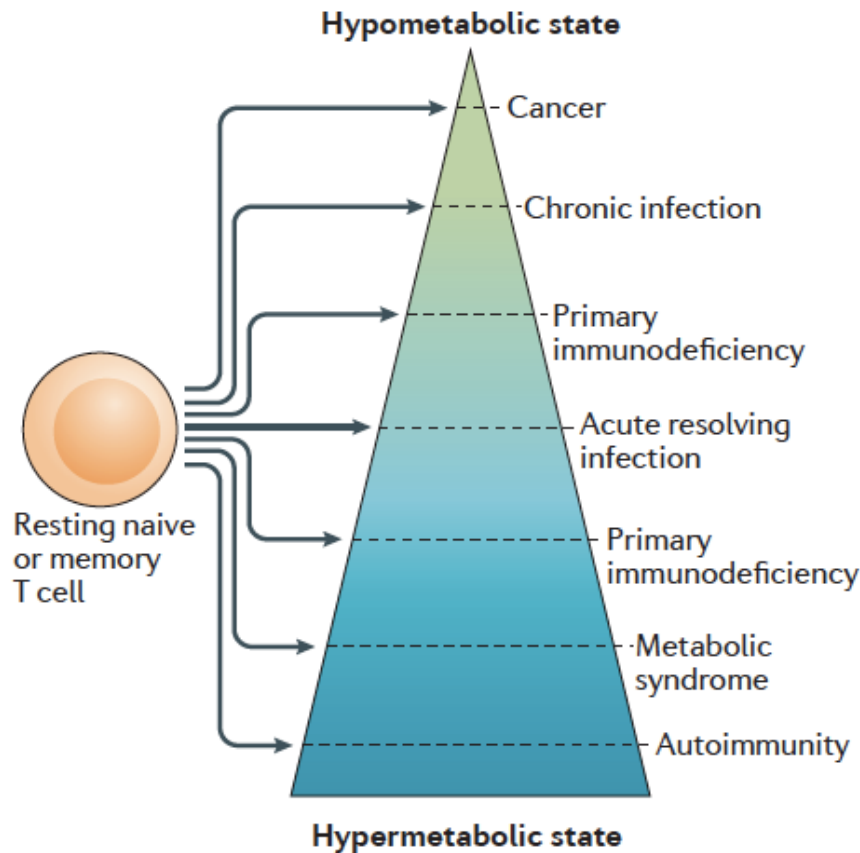 Hypometabolic state
Cancer
Chronic infection
Primary
immunodeficiency
Acute resolving
infection
Resting naive
or memory
T cell
Primary
immunodeficiency
Metabolic
syndrome
Autoimmunity
Hypermetabolic state